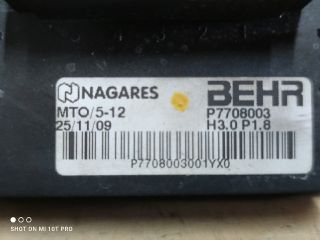 NAGARES BEHR
MTO/5-12 P7708003
25/11/09 H3.0 P1.8
P7708003001YX0
SHOT ON MI 10T PRO